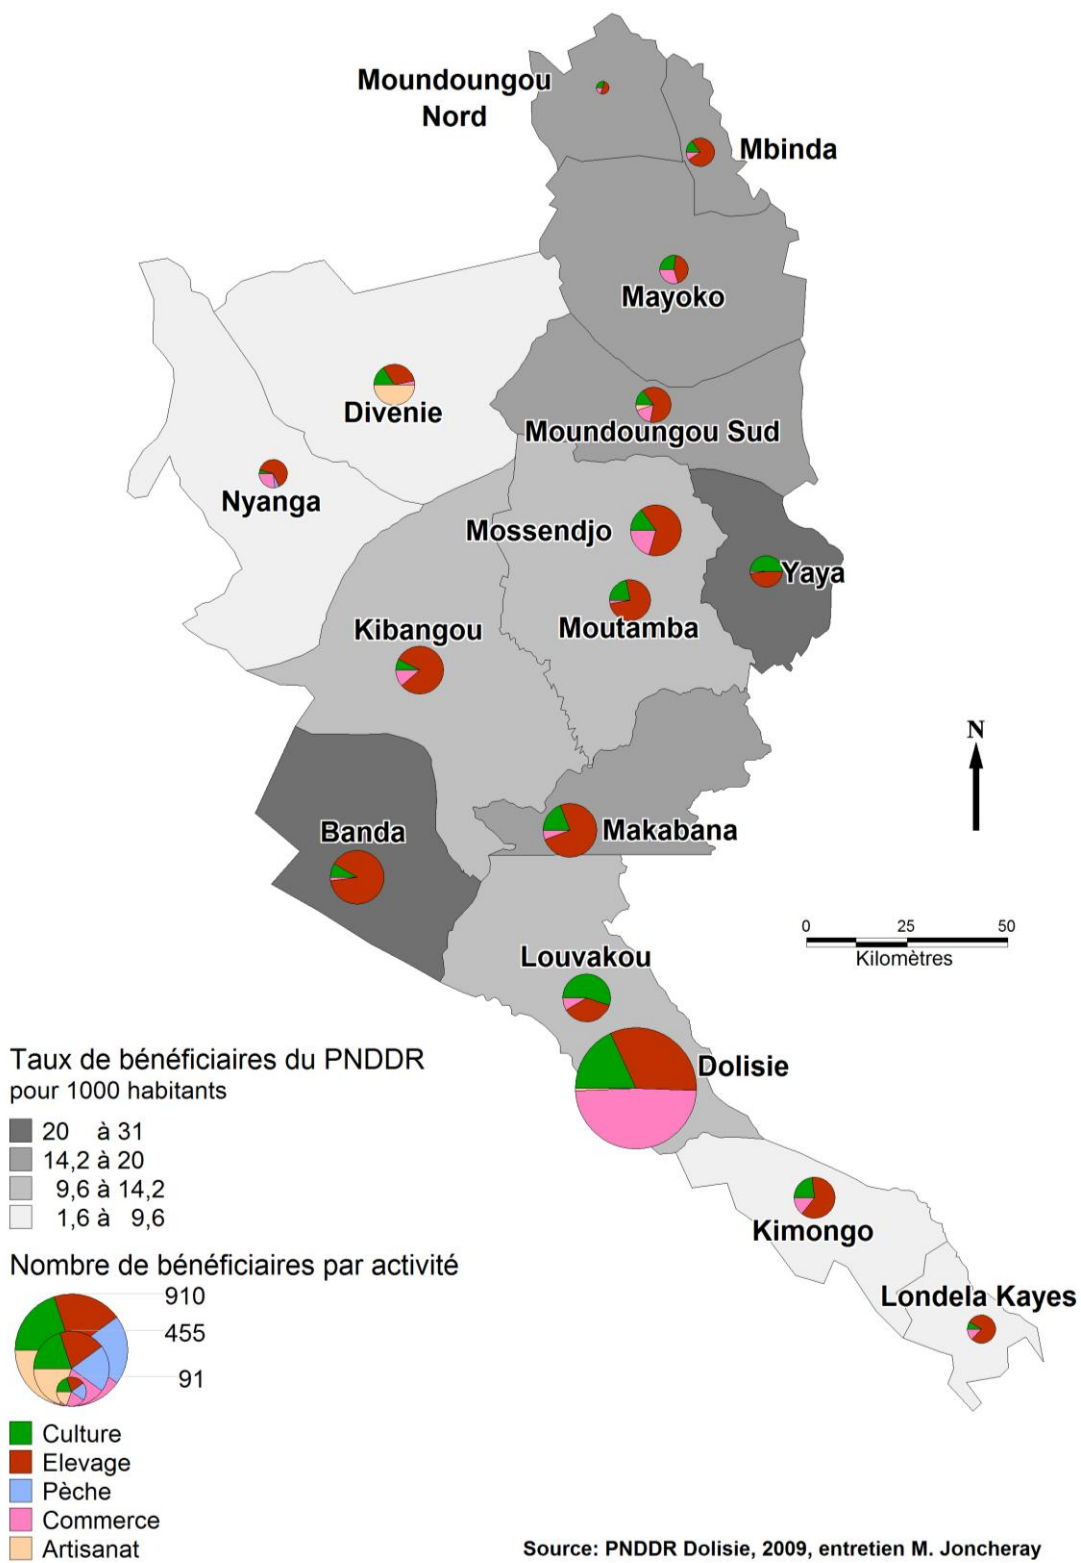 Moundoungou
Nord
Mbinda
Mayoko
Divenie
Moundoungou Sud
Nyanga
Mossendjo
Yaya
Moutamba
Kibangou
N
Banda
Makabana
0 25 50
Kilomètres
Louvakou
Dolisie
Taux de bénéficiaires du PNDDR
pour 1000 habitants
20 à 31
14,2 à 20
9,6 à 14,2
1,6 à 9,6
Kimongo
Londela Kayes
Nombre de bénéficiaires par activité
910
455
91
Culture
Elevage
Pèche
Commerce
Artisanat
Source: PNDDR Dolisie, 2009, entretien M. Joncheray